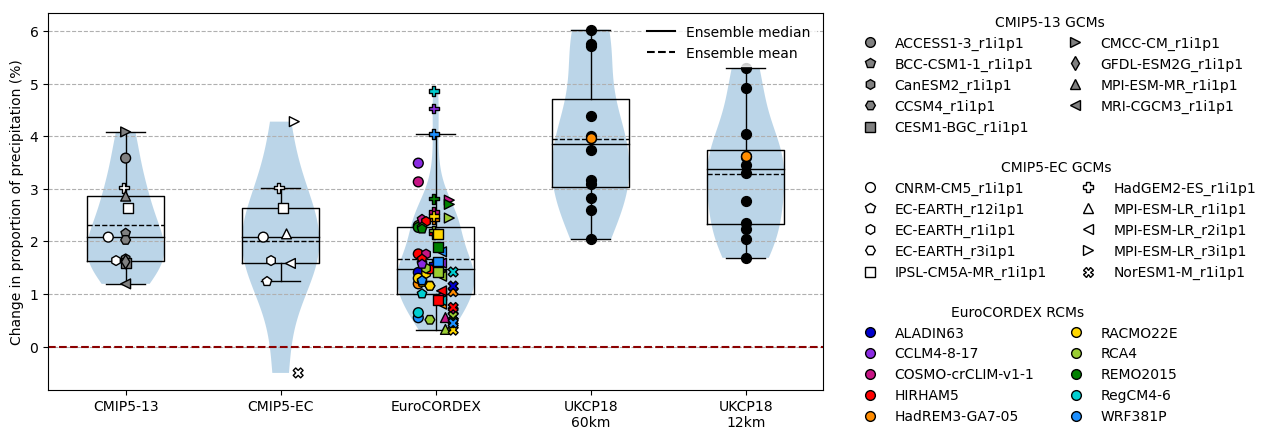 Change in proportion of precipitation (%)
6
5
4
3
2
1
0
Ensemble median
Ensemble mean
CMIP5-13
CMIP5-EC
EuroCORDEX
UKCP18
60km
UKCP18
12km
CMIP5-13 GCMs
ACCESS1-3_r1i1p1
BCC-CSM1-1_r1i1p1
CanESM2_r1i1p1
CCSM4_r1i1p1
CESM1-BGC_r1i1p1
CMCC-CM_r1i1p1
GFDL-ESM2G_r1i1p1
MPI-ESM-MR_r1i1p1
MRI-CGCM3_r1i1p1
CMIP5-EC GCMs
CNRM-CM5_r1i1p1
EC-EARTH_r12i1p1
EC-EARTH_r1i1p1
EC-EARTH_r3i1p1
IPSL-CM5A-MR_r1i1p1
HadGEM2-ES_r1i1p1
MPI-ESM-LR_r1i1p1
MPI-ESM-LR_r2i1p1
MPI-ESM-LR_r3i1p1
NorESM1-M_r1i1p1
EuroCORDEX RCMs
ALADIN63
CCLM4-8-17
COSMO-crCLIM-v1-1
HIRHAM5
HadREM3-GA7-05
RACMO22E
RCA4
REMO2015
RegCM4-6
WRF381P